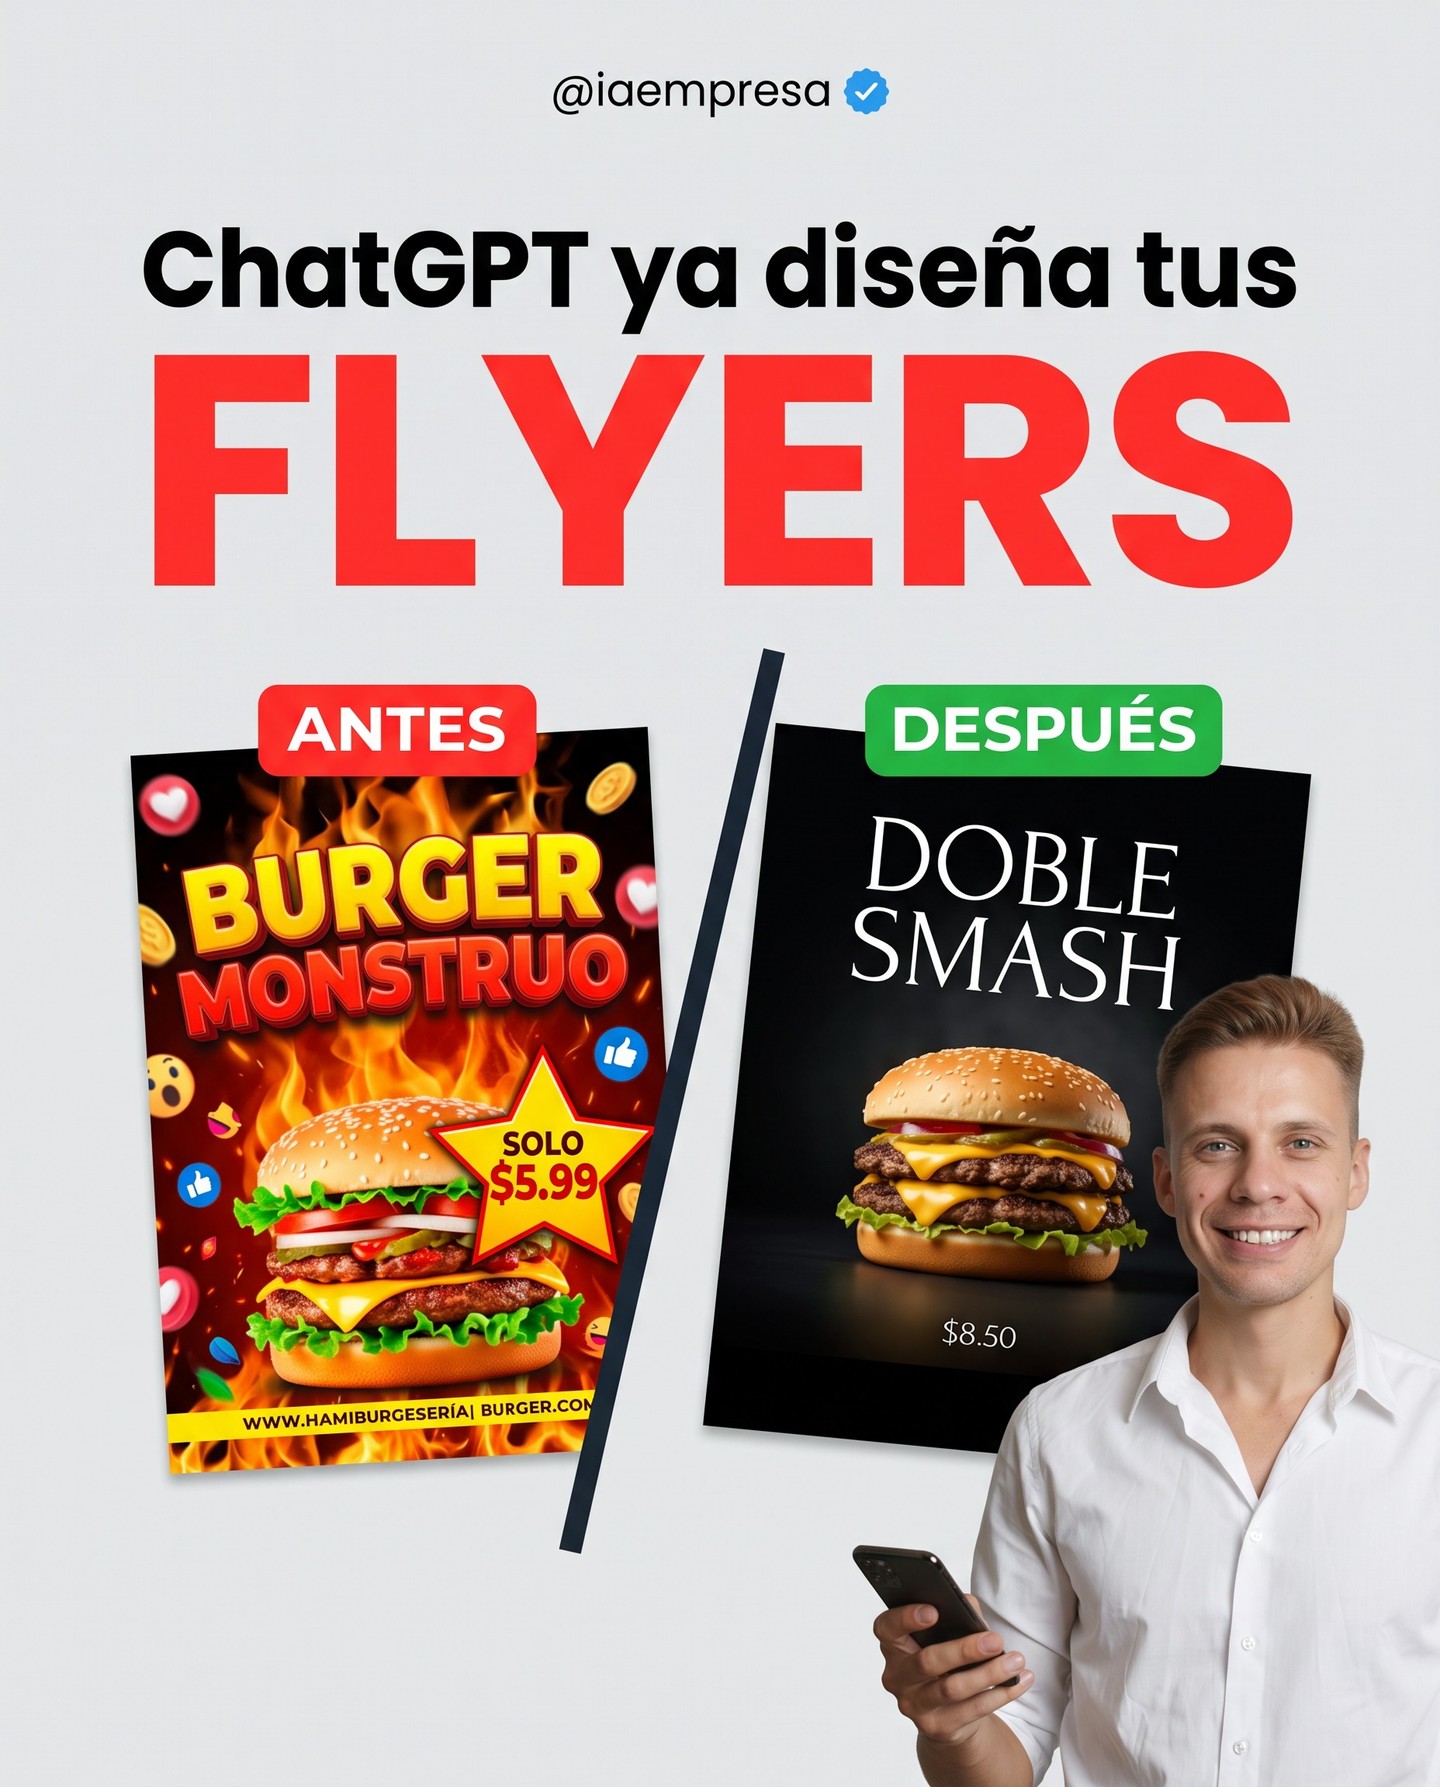 @iaempresa
ChatGPT ya diseña tus
FLYERS
ANTES
BURGER
MONSTRUO
SOLO
$5.99
WWW.HAMIBURGESERÍA| BURGER.COM
DESPUÉS
DOBLE
SMASH
$8.50